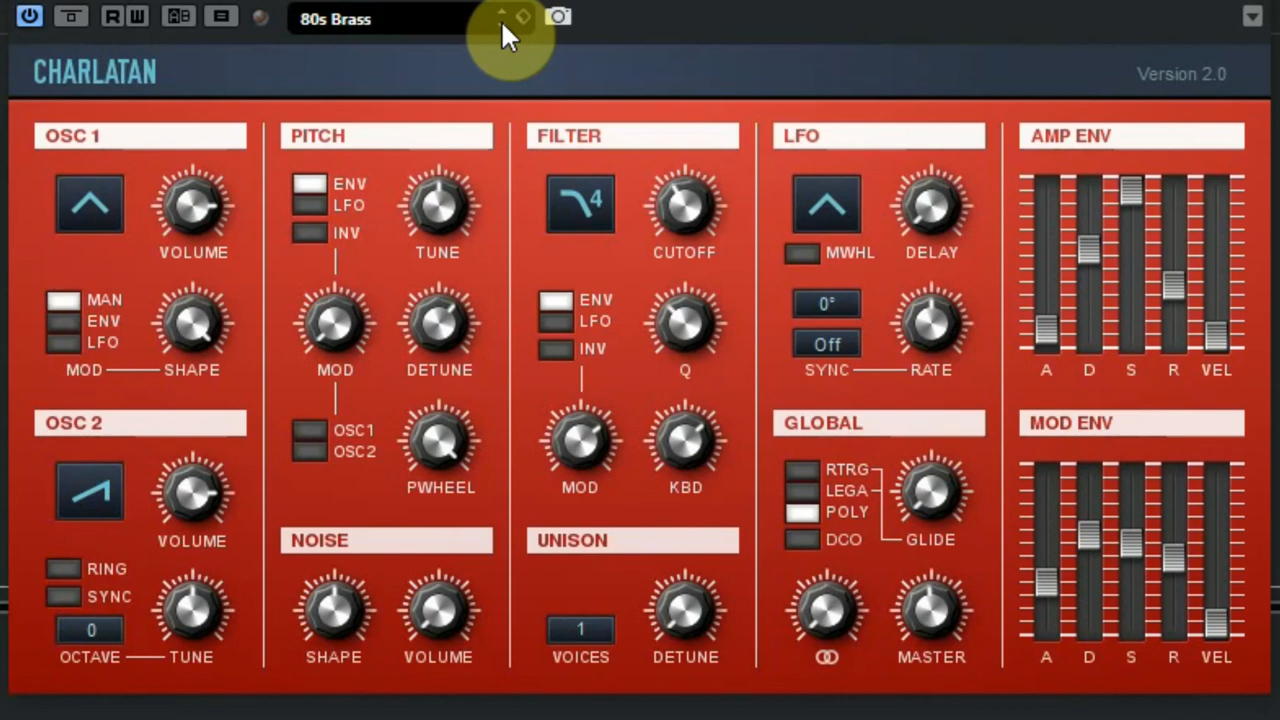 R W A B 80s Brass
CHARLATAN Version 2.0
OSC 1
VOLUME
MAN
ENV
LFO
MOD SHAPE
OSC 2
VOLUME
RING
SYNC
0
OCTAVE TUNE
PITCH
ENV
LFO
INV
TUNE
MOD DETUNE
OSC1
OSC2
PWHEEL
NOISE
SHAPE VOLUME
FILTER
4
CUTOFF
ENV
LFO
INV
Q
MOD KBD
UNISON
1
VOICES DETUNE
LFO
MWHL DELAY
0°
Off
SYNC RATE
GLOBAL
RTRG
LEGA
POLY
DCO GLIDE
MASTER
AMP ENV
A D S R VEL
MOD ENV
A D S R VEL